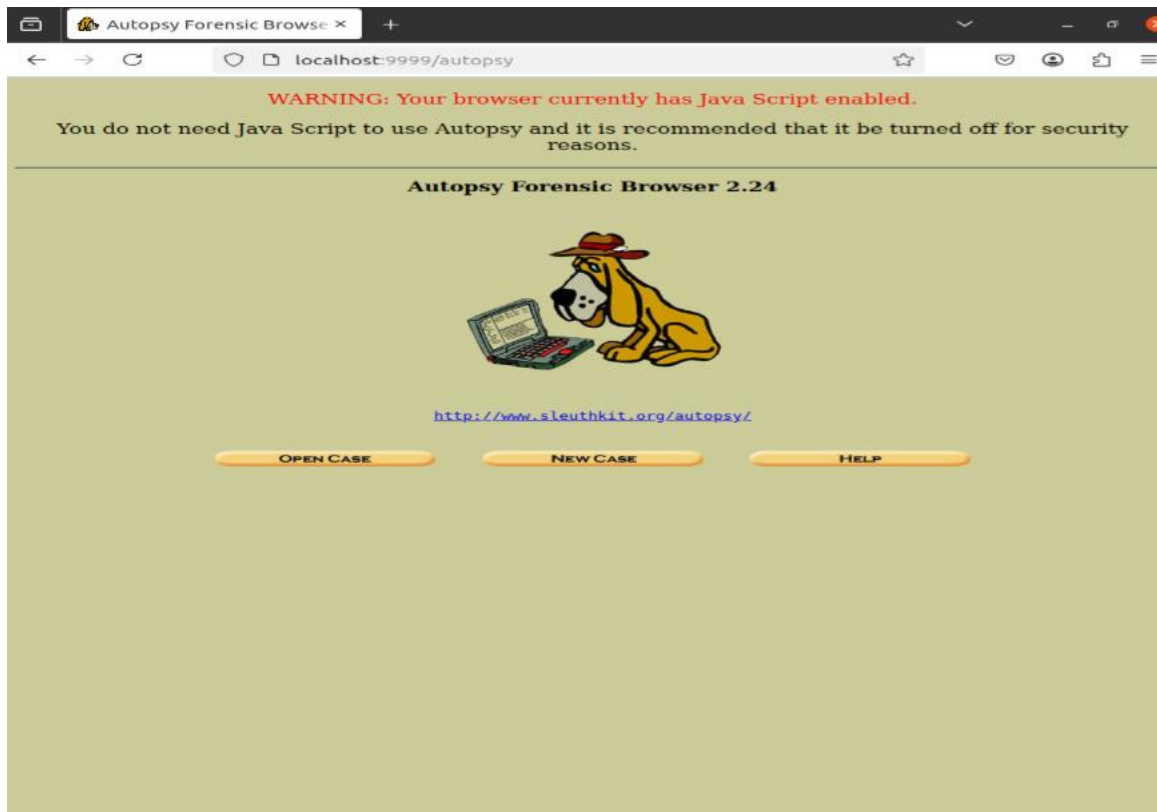 Autopsy Forensic Browse
localhost:9999/autopsy
WARNING: Your browser currently has Java Script enabled.
You do not need Java Script to use Autopsy and it is recommended that it be turned off for security
reasons.
Autopsy Forensic Browser 2.24
http://www.sleuthkit.org/autopsy/
OPEN CASE
NEW CASE
HELP